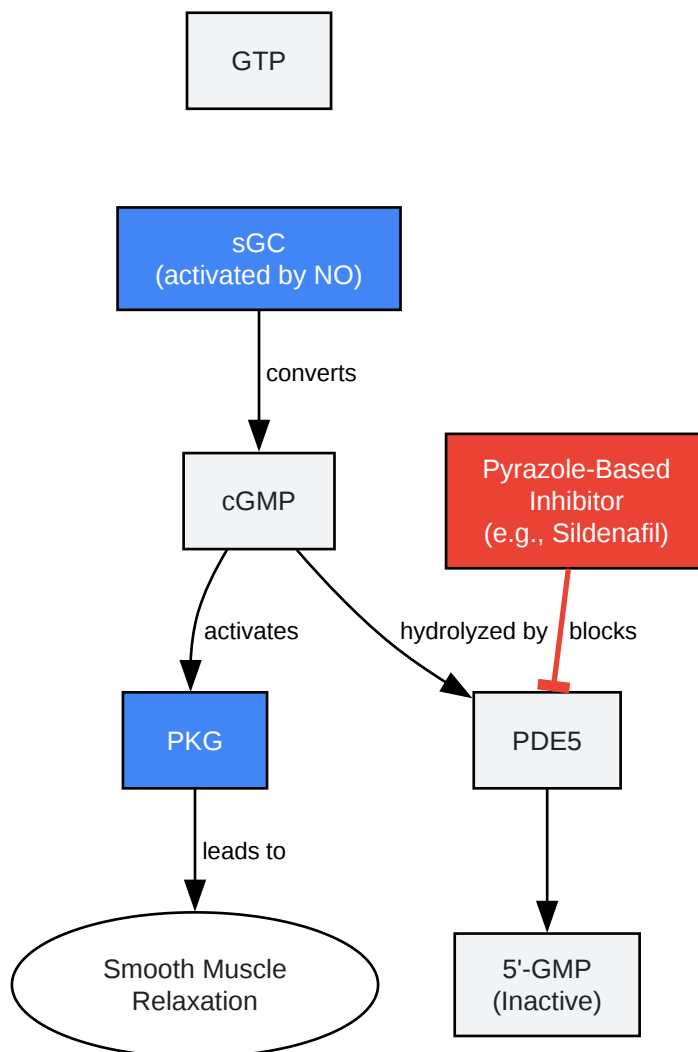 GTP
sGC
(activated by NO)
converts
cGMP
Pyrazole-Based
Inhibitor
(e.g., Sildenafil)
activates
hydrolyzed by
blocks
PKG
PDE5
leads to
Smooth Muscle
Relaxation
5'-GMP
(Inactive)